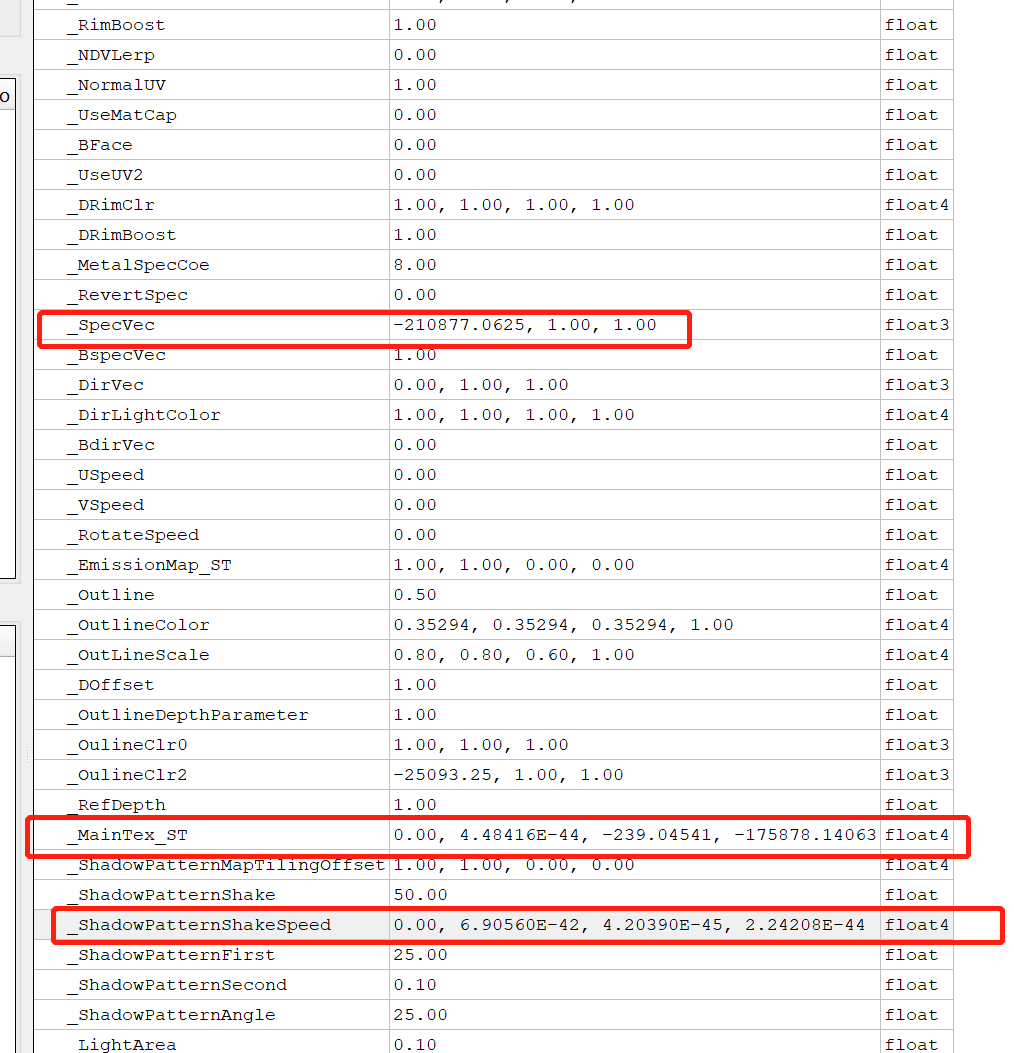 _RimBoost 1.00 float
_NDVLerp 0.00 float
_NormalUV 1.00 float
_UseMatCap 0.00 float
_BFace 0.00 float
_UseUV2 0.00 float
_DRimClr 1.00, 1.00, 1.00, 1.00 float4
_DRimBoost 1.00 float
_MetalSpecCoe 8.00 float
_RevertSpec 0.00 float
_SpecVec -210877.0625, 1.00, 1.00 float3
_BspecVec 1.00 float
_DirVec 0.00, 1.00, 1.00 float3
_DirLightColor 1.00, 1.00, 1.00, 1.00 float4
_BdirVec 0.00 float
_USpeed 0.00 float
_VSpeed 0.00 float
_RotateSpeed 0.00 float
_EmissionMap_ST 1.00, 1.00, 0.00, 0.00 float4
_Outline 0.50 float
_OutlineColor 0.35294, 0.35294, 0.35294, 1.00 float4
_OutLineScale 0.80, 0.80, 0.60, 1.00 float4
_DOffset 1.00 float
_OutlineDepthParameter 1.00 float
_OulineClr0 1.00, 1.00, 1.00 float3
_OulineClr2 -25093.25, 1.00, 1.00 float3
_RefDepth 1.00 float
_MainTex_ST 0.00, 4.48416E-44, -239.04541, -175878.14063 float4
_ShadowPatternMapTilingOffset 1.00, 1.00, 0.00, 0.00 float4
_ShadowPatternShake 50.00 float
_ShadowPatternShakeSpeed 0.00, 6.90560E-42, 4.20390E-45, 2.24208E-44 float4
_ShadowPatternFirst 25.00 float
_ShadowPatternSecond 0.10 float
_ShadowPatternAngle 25.00 float
LightArea 0.10 float